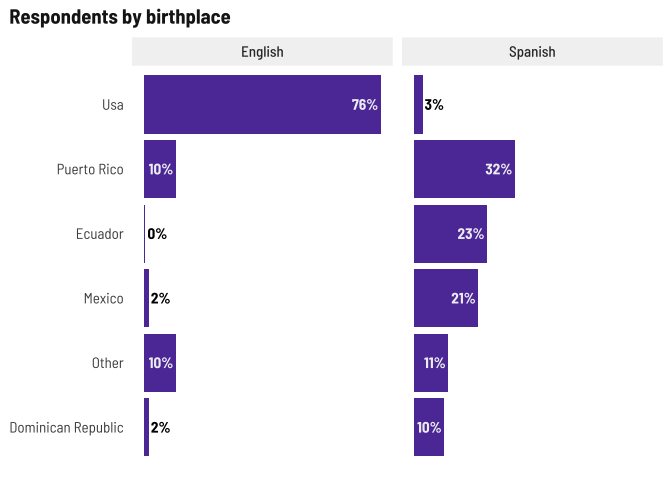 Respondents by birthplace
English Spanish
Usa 76% 3%
Puerto Rico 10% 32%
Ecuador 0% 23%
Mexico 2% 21%
Other 10% 11%
Dominican Republic 2% 10%